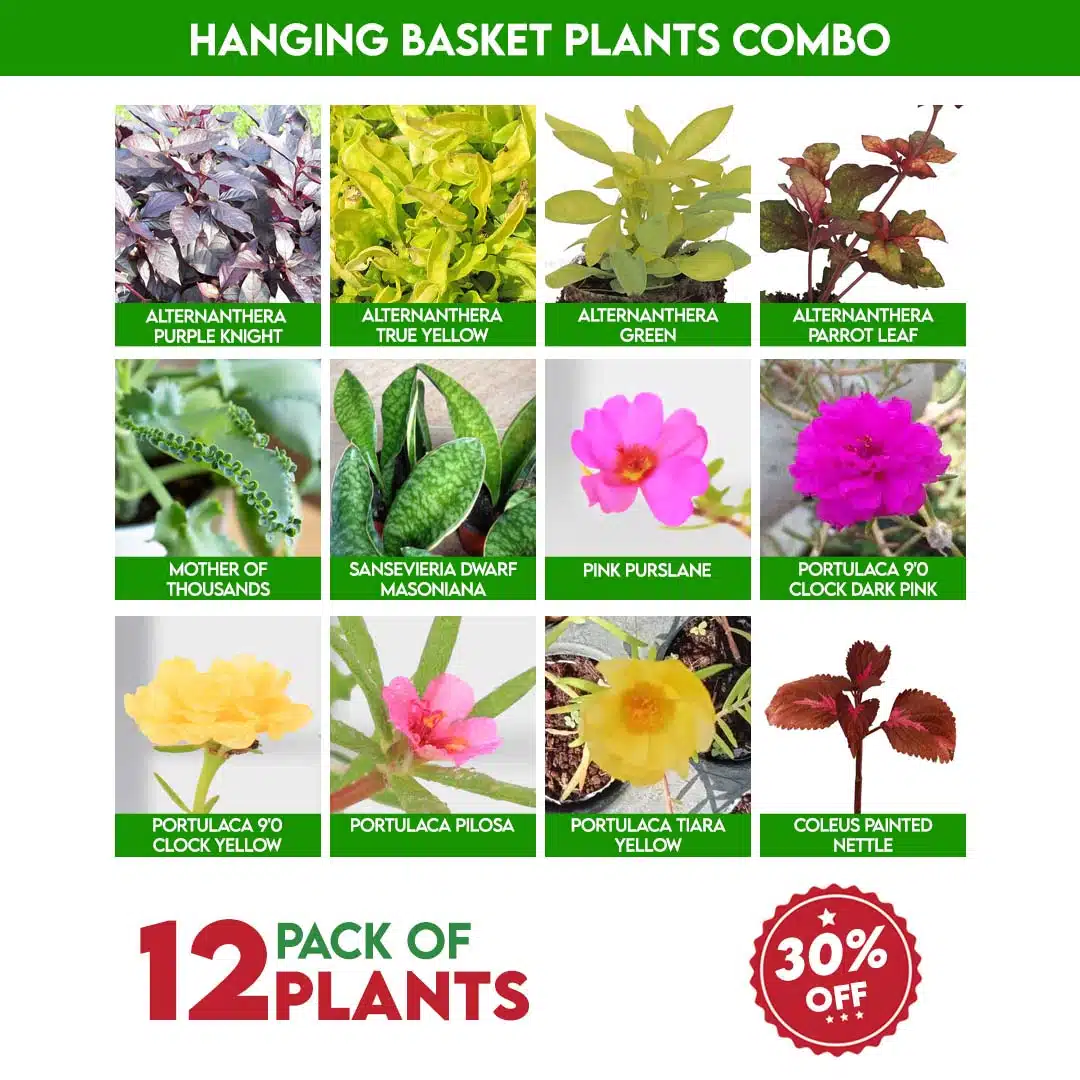 HANGING BASKET PLANTS COMBO
ALTERNANTHERA
PURPLE KNIGHT
ALTERNANTHERA
TRUE YELLOW
ALTERNANTHERA
GREEN
ALTERNANTHERA
PARROT LEAF
MOTHER OF
THOUSANDS
SANSEVIERIA DWARF
MASONIANA
PINK PURSLANE
PORTULACA 9'0
CLOCK DARK PINK
PORTULACA 9'0
CLOCK YELLOW
PORTULACA PILOSA
PORTULACA TIARA
YELLOW
COLEUS PAINTED
NETTLE
12 PACK OF
PLANTS
30%
OFF